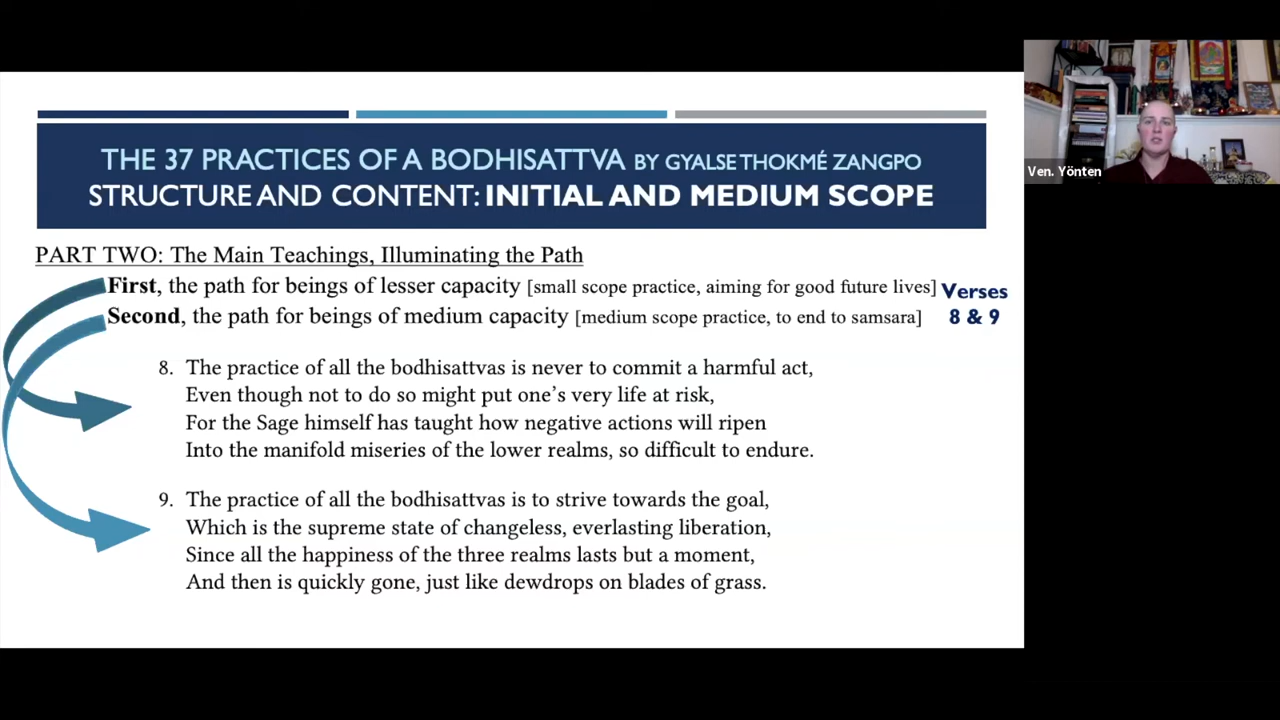 THE 37 PRACTICES OF A BODHISATTVA BY GYALSE THOKMÉ ZANGPO
STRUCTURE AND CONTENT: INITIAL AND MEDIUM SCOPE
PART TWO: The Main Teachings, Illuminating the Path
First, the path for beings of lesser capacity [small scope practice, aiming for good future lives]
Second, the path for beings of medium capacity [medium scope practice, to end to samsara]
Verses
8 & 9
8. The practice of all the bodhisattvas is never to commit a harmful act,
Even though not to do so might put one's very life at risk,
For the Sage himself has taught how negative actions will ripen
Into the manifold miseries of the lower realms, so difficult to endure.
9. The practice of all the bodhisattvas is to strive towards the goal,
Which is the supreme state of changeless, everlasting liberation,
Since all the happiness of the three realms lasts but a moment,
And then is quickly gone, just like dewdrops on blades of grass.
Ven. Yönten